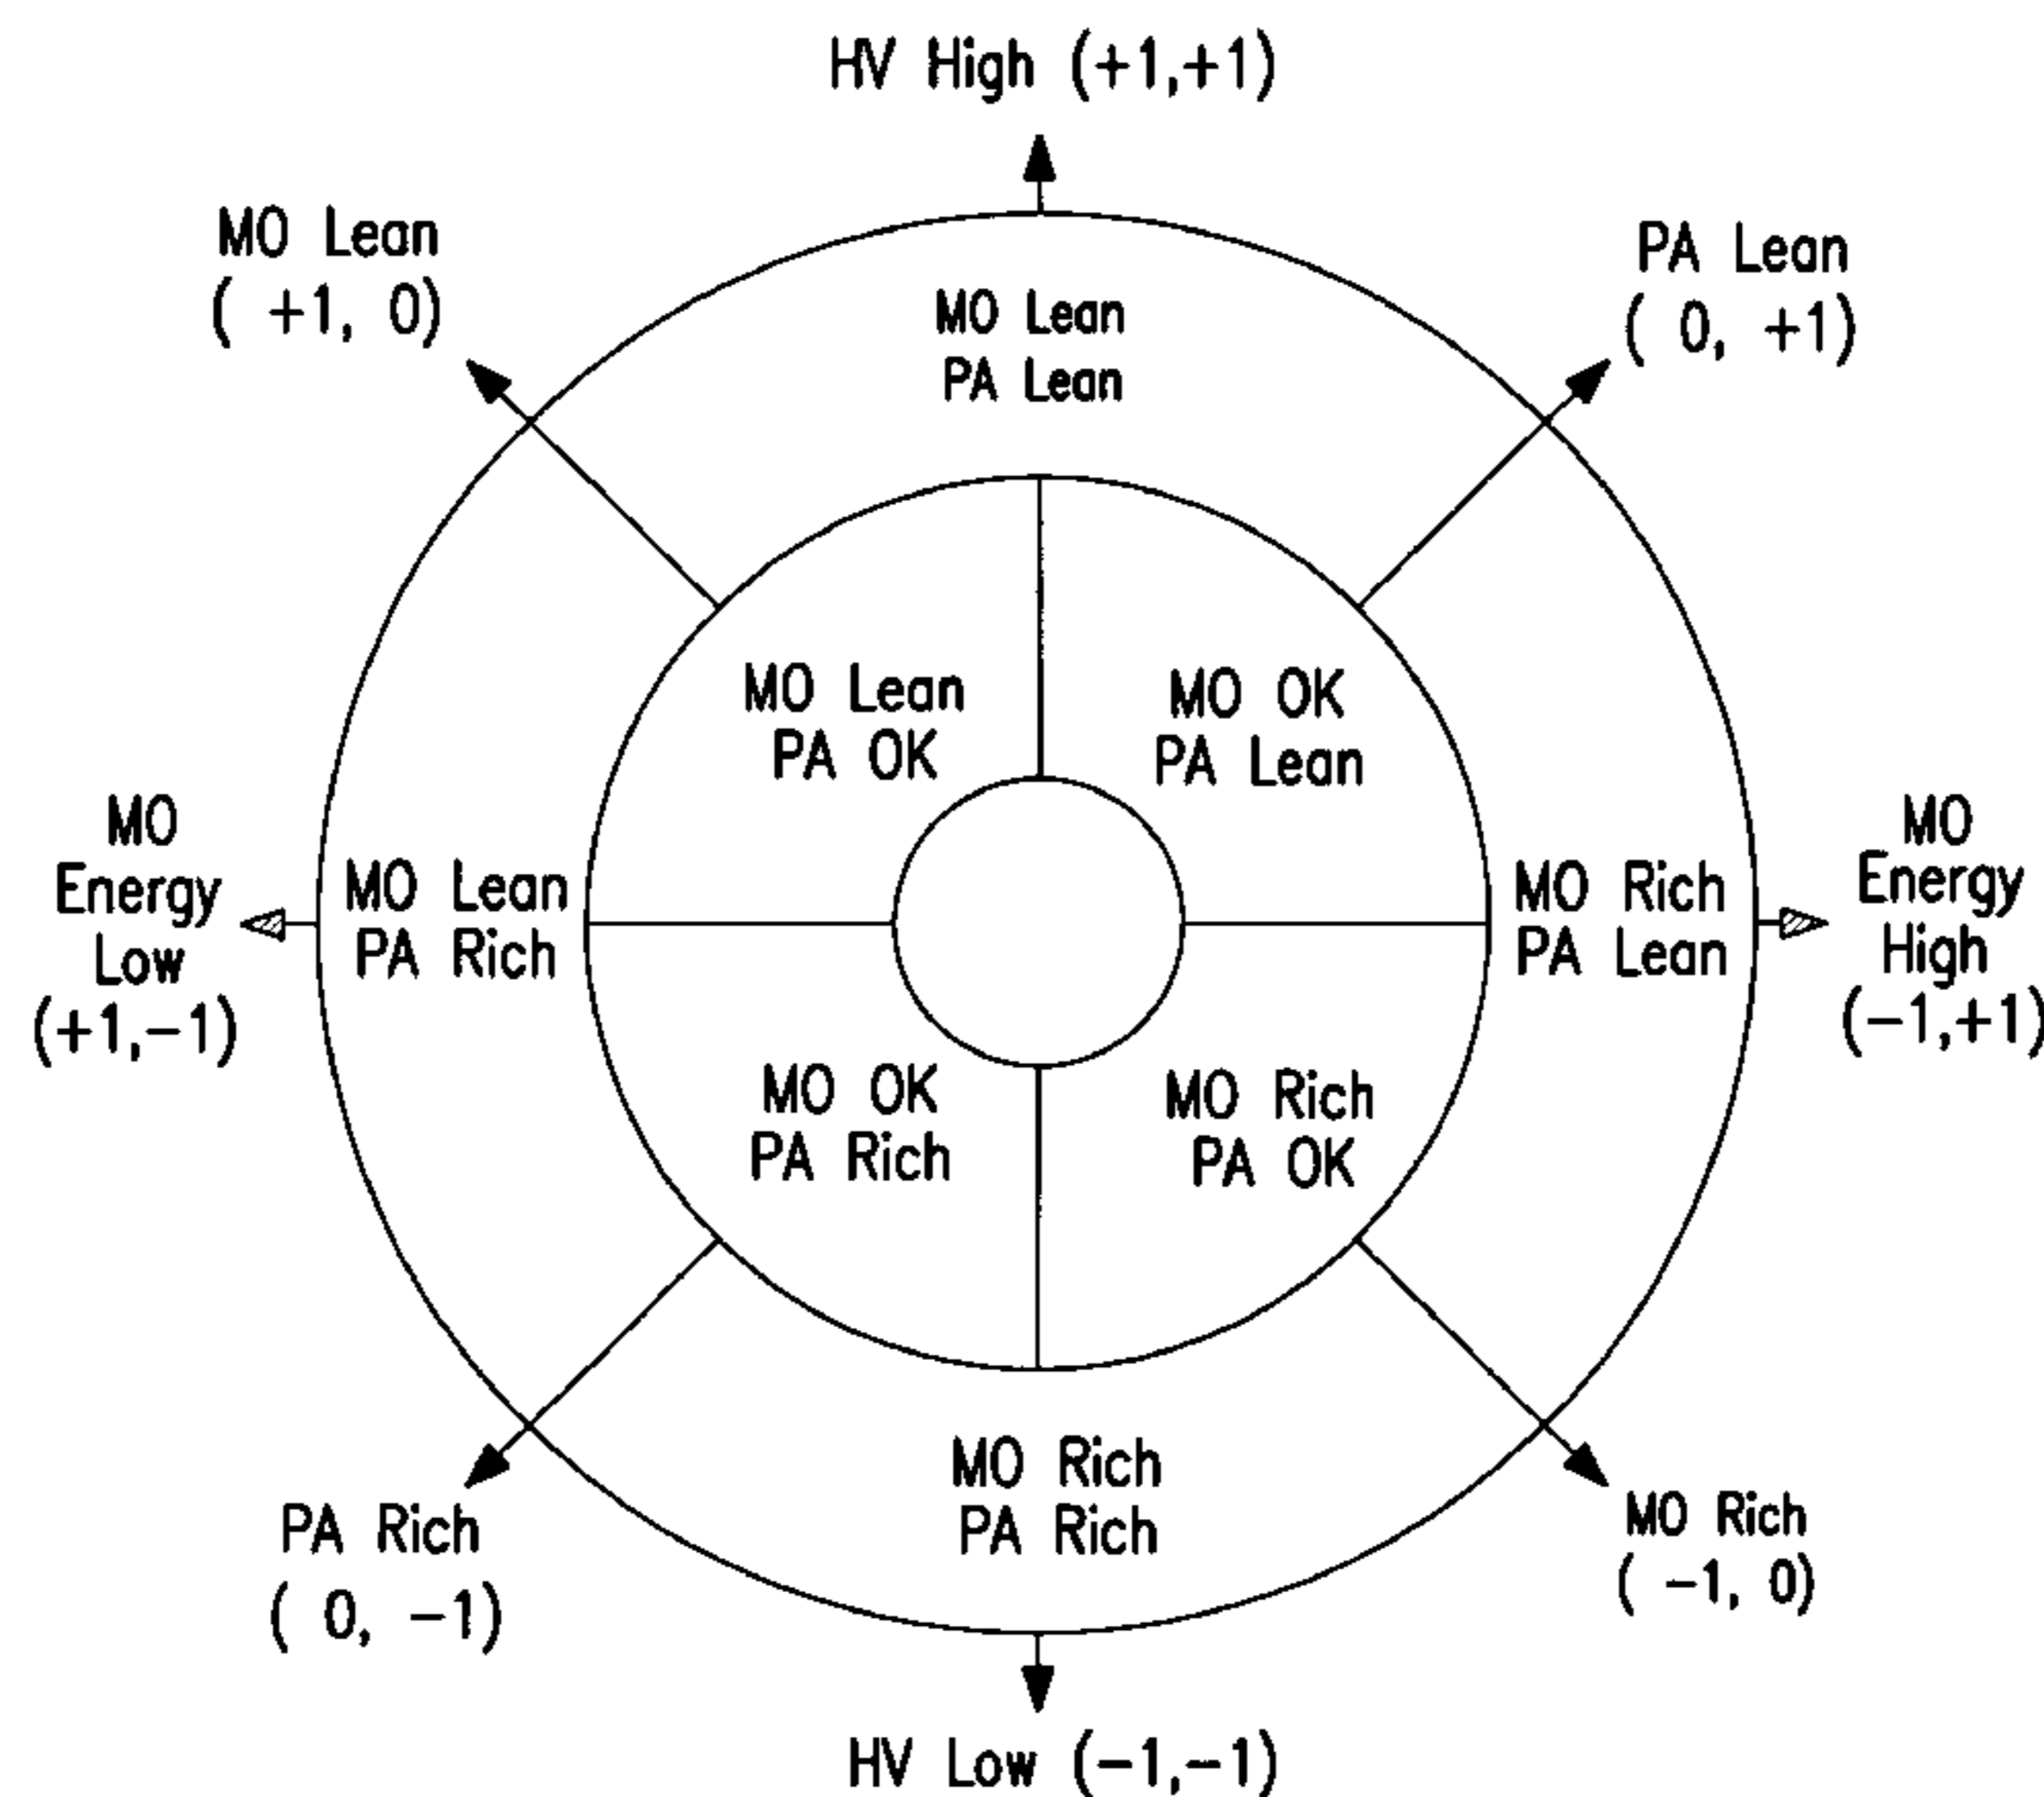 HV High (+1,+1)
MO Lean
( +1, 0)
PA Lean
( 0, +1)
MO Lean
PA Lean
MO Lean
PA OK
MO OK
PA Lean
MO
Energy
Low
(+1,-1)
MO Lean
PA Rich
MO Rich
PA Lean
MO
Energy
High
(-1,+1)
MO OK
PA Rich
MO Rich
PA OK
MO Rich
PA Rich
PA Rich
( 0, -1)
MO Rich
( -1, 0)
HV Low (-1,-1)